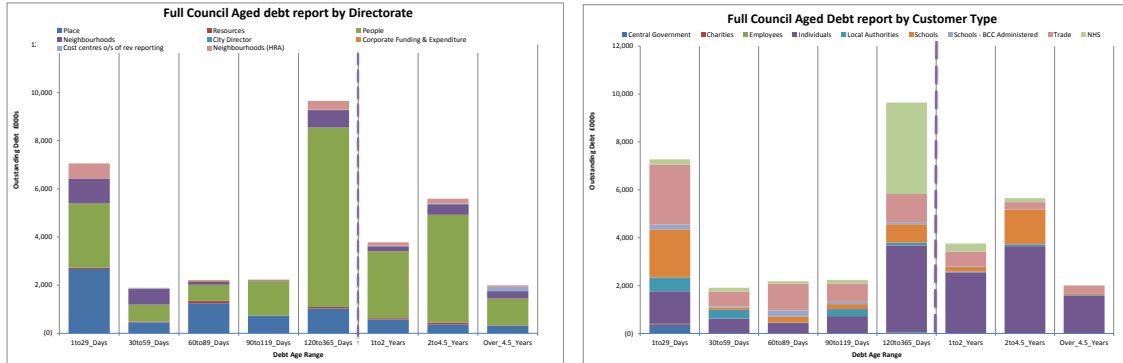 Full Council Aged debt report by Directorate
Place Resources People
Neighbourhoods City Director Corporate Funding & Expenditure
Cost centres o/s of rev reporting Neighbourhoods (HRA)
10,000
8,000
6,000
4,000
2,000
(0)
Outstanding Debt £000s
1to29_Days 30to59_Days 60to89_Days 90to119_Days 120to365_Days 1to2_Years 2to4.5_Years Over_4.5_Years
Debt Age Range
Full Council Aged Debt report by Customer Type
Central Government Charities Employees Individuals Local Authorities Schools Schools - BCC Administered Trade NHS
12,000
10,000
8,000
6,000
4,000
2,000
(0)
Outstanding Debt £000s
1to29_Days 30to59_Days 60to89_Days 90to119_Days 120to365_Days 1to2_Years 2to4.5_Years Over_4.5_Years
Debt Age Range